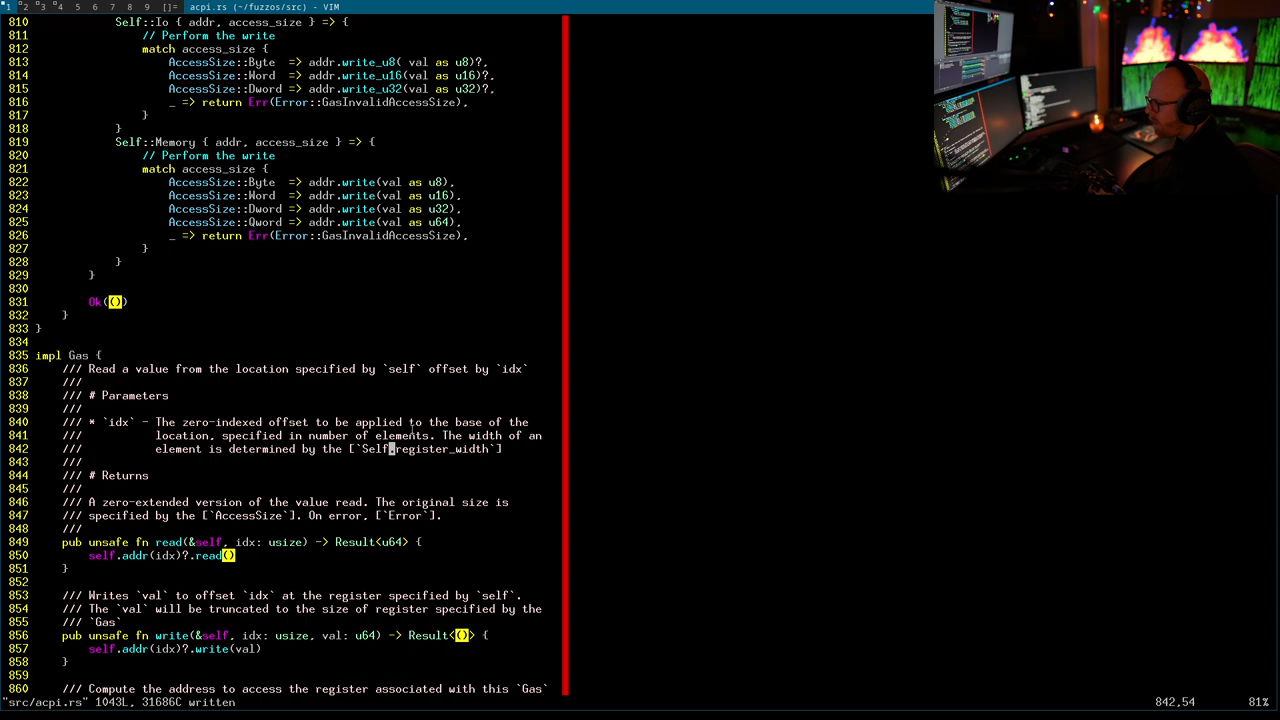 1 2 3 4 5 6 7 8 9 []= acpi.rs (~/fuzzos/src) - VIM
810             Self::Io { addr, access_size } => {
811                 // Perform the write
812                 match access_size {
813                     AccessSize::Byte  => addr.write_u8( val as u8)?,
814                     AccessSize::Word  => addr.write_u16(val as u16)?,
815                     AccessSize::Dword => addr.write_u32(val as u32)?,
816                     _ => return Err(Error::GasInvalidAccessSize),
817                 }
818             }
819             Self::Memory { addr, access_size } => {
820                 // Perform the write
821                 match access_size {
822                     AccessSize::Byte  => addr.write(val as u8),
823                     AccessSize::Word  => addr.write(val as u16),
824                     AccessSize::Dword => addr.write(val as u32),
825                     AccessSize::Qword => addr.write(val as u64),
826                     _ => return Err(Error::GasInvalidAccessSize),
827                 }
828             }
829         }
830
831         Ok(())
832     }
833 }
834
835 impl Gas {
836     /// Read a value from the location specified by `self` offset by `idx`
837     ///
838     /// # Parameters
839     ///
840     /// * `idx` - The zero-indexed offset to be applied to the base of the
841     ///           location, specified in number of elements. The width of an
842     ///           element is determined by the [`Self.register_width`]
843     ///
844     /// # Returns
845     ///
846     /// A zero-extended version of the value read. The original size is
847     /// specified by the [`AccessSize`]. On error, [`Error`].
848     ///
849     pub unsafe fn read(&self, idx: usize) -> Result<u64> {
850         self.addr(idx)?.read()
851     }
852
853     /// Writes `val` to offset `idx` at the register specified by `self`.
854     /// The `val` will be truncated to the size of register specified by the
855     /// `Gas`
856     pub unsafe fn write(&self, idx: usize, val: u64) -> Result<()> {
857         self.addr(idx)?.write(val)
858     }
859
860     /// Compute the address to access the register associated with this `Gas`
"src/acpi.rs" 1043L, 31686C written 842,54 81%